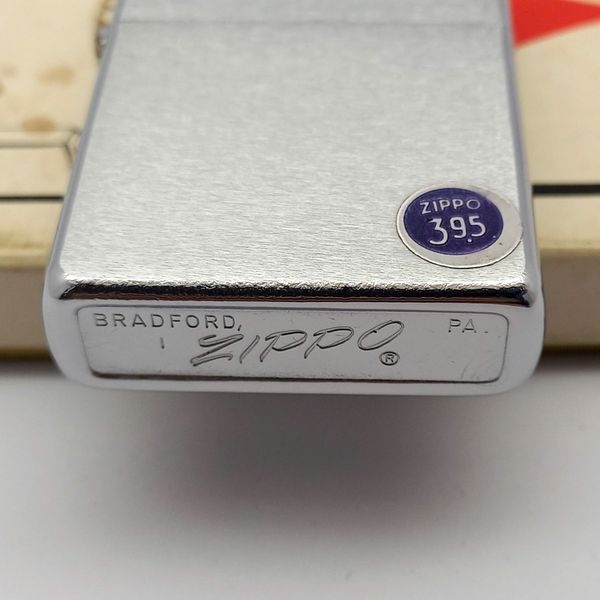 ZIPPO
395
BRADFORD, PA.
| ZIPPO ®